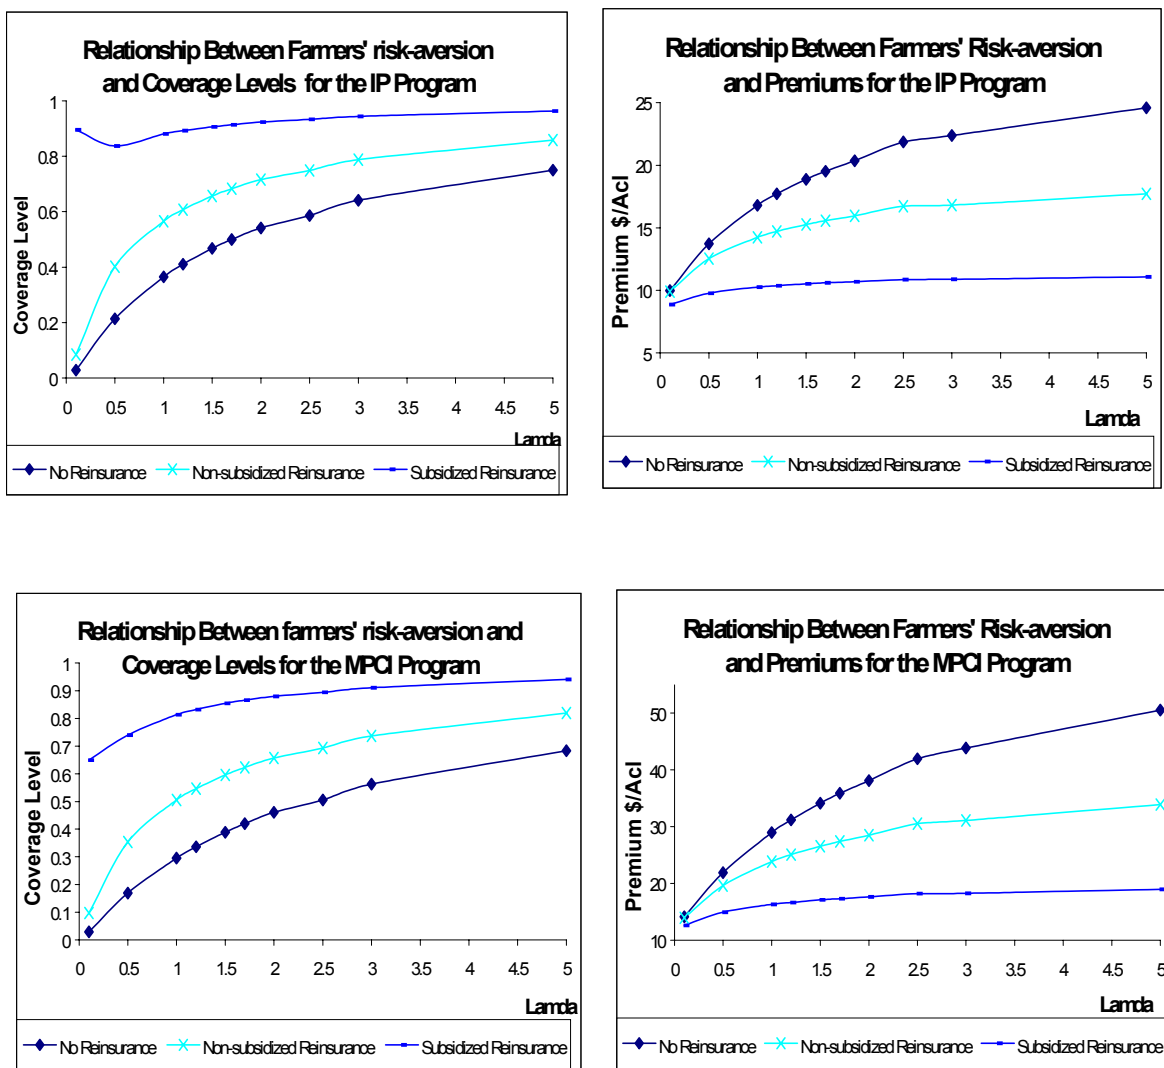 Relationship Between Farmers' risk-aversion
and Coverage Levels for the IP Program
1
0.8
0.6
0.4
0.2
0
Coverage Level
0 0.5 1 1.5 2 2.5 3 3.5 4 4.5 5
Lamda
No Reinsurance Non-subsidized Reinsurance Subsidized Reinsurance
Relationship Between Farmers' Risk-aversion
and Premiums for the IP Program
25
20
15
10
5
Premium $/Acl
0 0.5 1 1.5 2 2.5 3 3.5 4 4.5 5
Lamda
No Reinsurance Non-subsidized Reinsurance Subsidized Reinsurance
Relationship Between farmers' risk-aversion and
Coverage Levels for the MPCI Program
1
0.9
0.8
0.7
0.6
0.5
0.4
0.3
0.2
0.1
0
Coverage Level
0 0.5 1 1.5 2 2.5 3 3.5 4 4.5 5
Lamda
No Reinsurance Non-subsidized Reinsurance Subsidized Reinsurance
Relationship Between Farmers' Risk-aversion
and Premiums for the MPCI Program
50
40
30
20
10
Premium $/Acl
0 0.5 1 1.5 2 2.5 3 3.5 4 4.5 5
Lamda
No Reinsurance Non-subsidized Reinsurance Subsidized Reinsurance